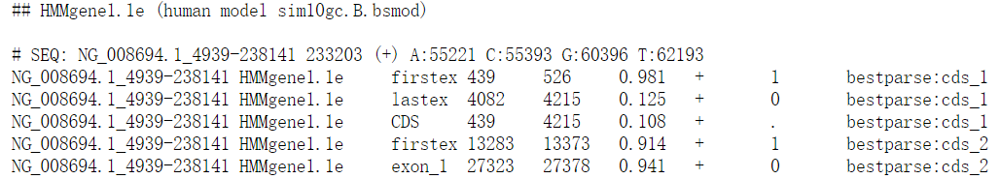 ## HMMgene1.1e (human model sim10gc.B.bsmod)
# SEQ: NG_008694.1_4939-238141 233203 (+) A:55221 C:55393 G:60396 T:62193
NG_008694.1_4939-238141 HMMgene1.1e firstex 439 526 0.981 + 1 bestparse:cds_1
NG_008694.1_4939-238141 HMMgene1.1e lastex 4082 4215 0.125 + 0 bestparse:cds_1
NG_008694.1_4939-238141 HMMgene1.1e CDS 439 4215 0.108 + . bestparse:cds_1
NG_008694.1_4939-238141 HMMgene1.1e firstex 13283 13373 0.914 + 1 bestparse:cds_2
NG_008694.1_4939-238141 HMMgene1.1e exon_1 27323 27378 0.941 + 0 bestparse:cds_2